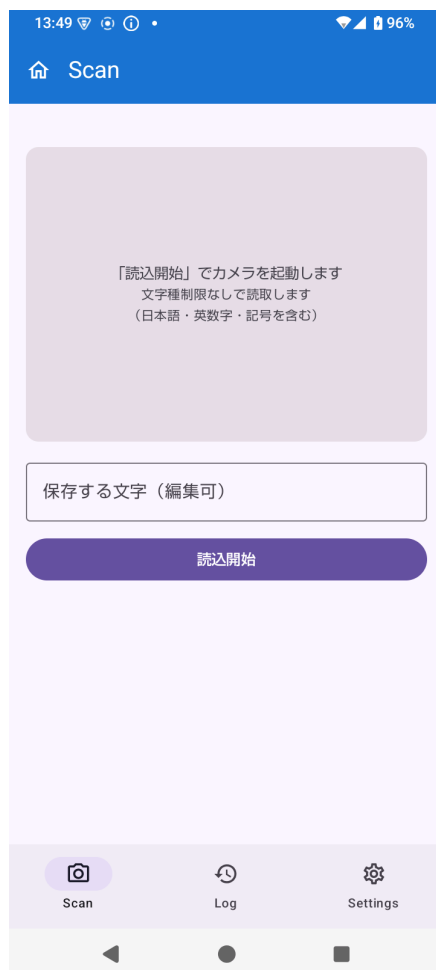 13:49
96%
Scan
「読込開始」でカメラを起動します
文字種制限なしで読取します
（日本語・英数字・記号を含む）
保存する文字（編集可）
読込開始
Scan
Log
Settings